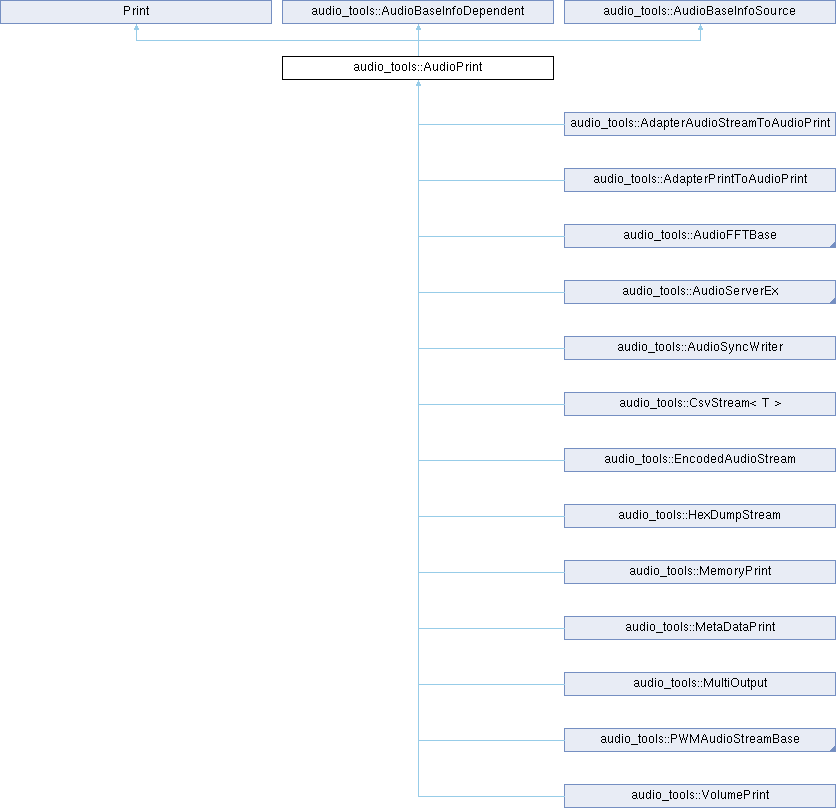 Print
audio_tools::AudioBaseInfoDependent
audio_tools::AudioBaseInfoSource
audio_tools::AudioPrint
audio_tools::AdapterAudioStreamToAudioPrint
audio_tools::AdapterPrintToAudioPrint
audio_tools::AudioFFTBase
audio_tools::AudioServerEx
audio_tools::AudioSyncWriter
audio_tools::CsvStream< T >
audio_tools::EncodedAudioStream
audio_tools::HexDumpStream
audio_tools::MemoryPrint
audio_tools::MetaDataPrint
audio_tools::MultiOutput
audio_tools::PWMAudioStreamBase
audio_tools::VolumePrint